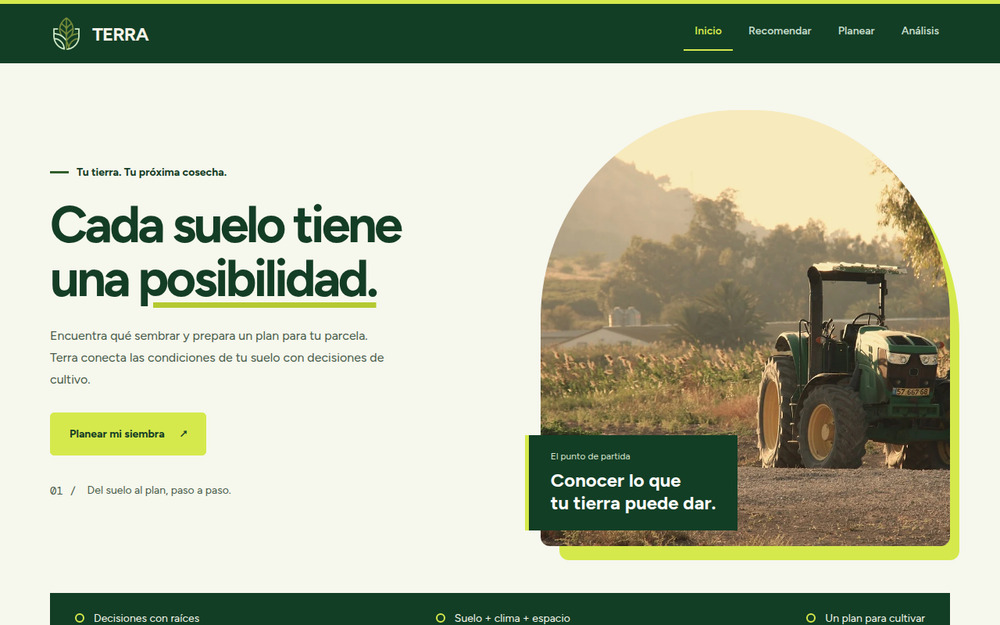 TERRA
Inicio
Recomendar
Planear
Análisis
Tu tierra. Tu próxima cosecha.
Cada suelo tiene
una posibilidad.
Encuentra qué sembrar y prepara un plan para tu parcela.
Terra conecta las condiciones de tu suelo con decisiones de
cultivo.
Planear mi siembra ↗
01 / Del suelo al plan, paso a paso.
El punto de partida
Conocer lo que
tu tierra puede dar.
Decisiones con raíces
Suelo + clima + espacio
Un plan para cultivar